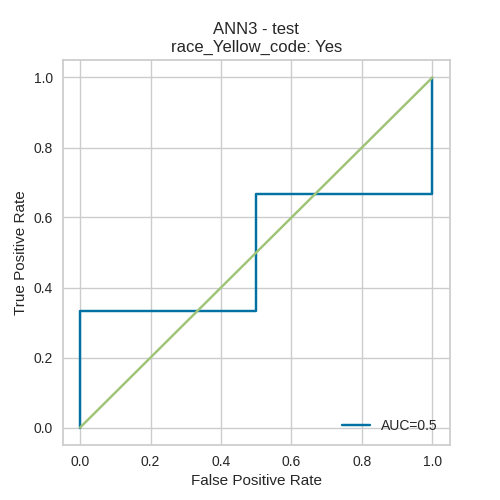 ANN3 - test
race_Yellow_code: Yes
True Positive Rate
1.0
0.8
0.6
0.4
0.2
0.0
AUC=0.5
0.0 0.2 0.4 0.6 0.8 1.0
False Positive Rate